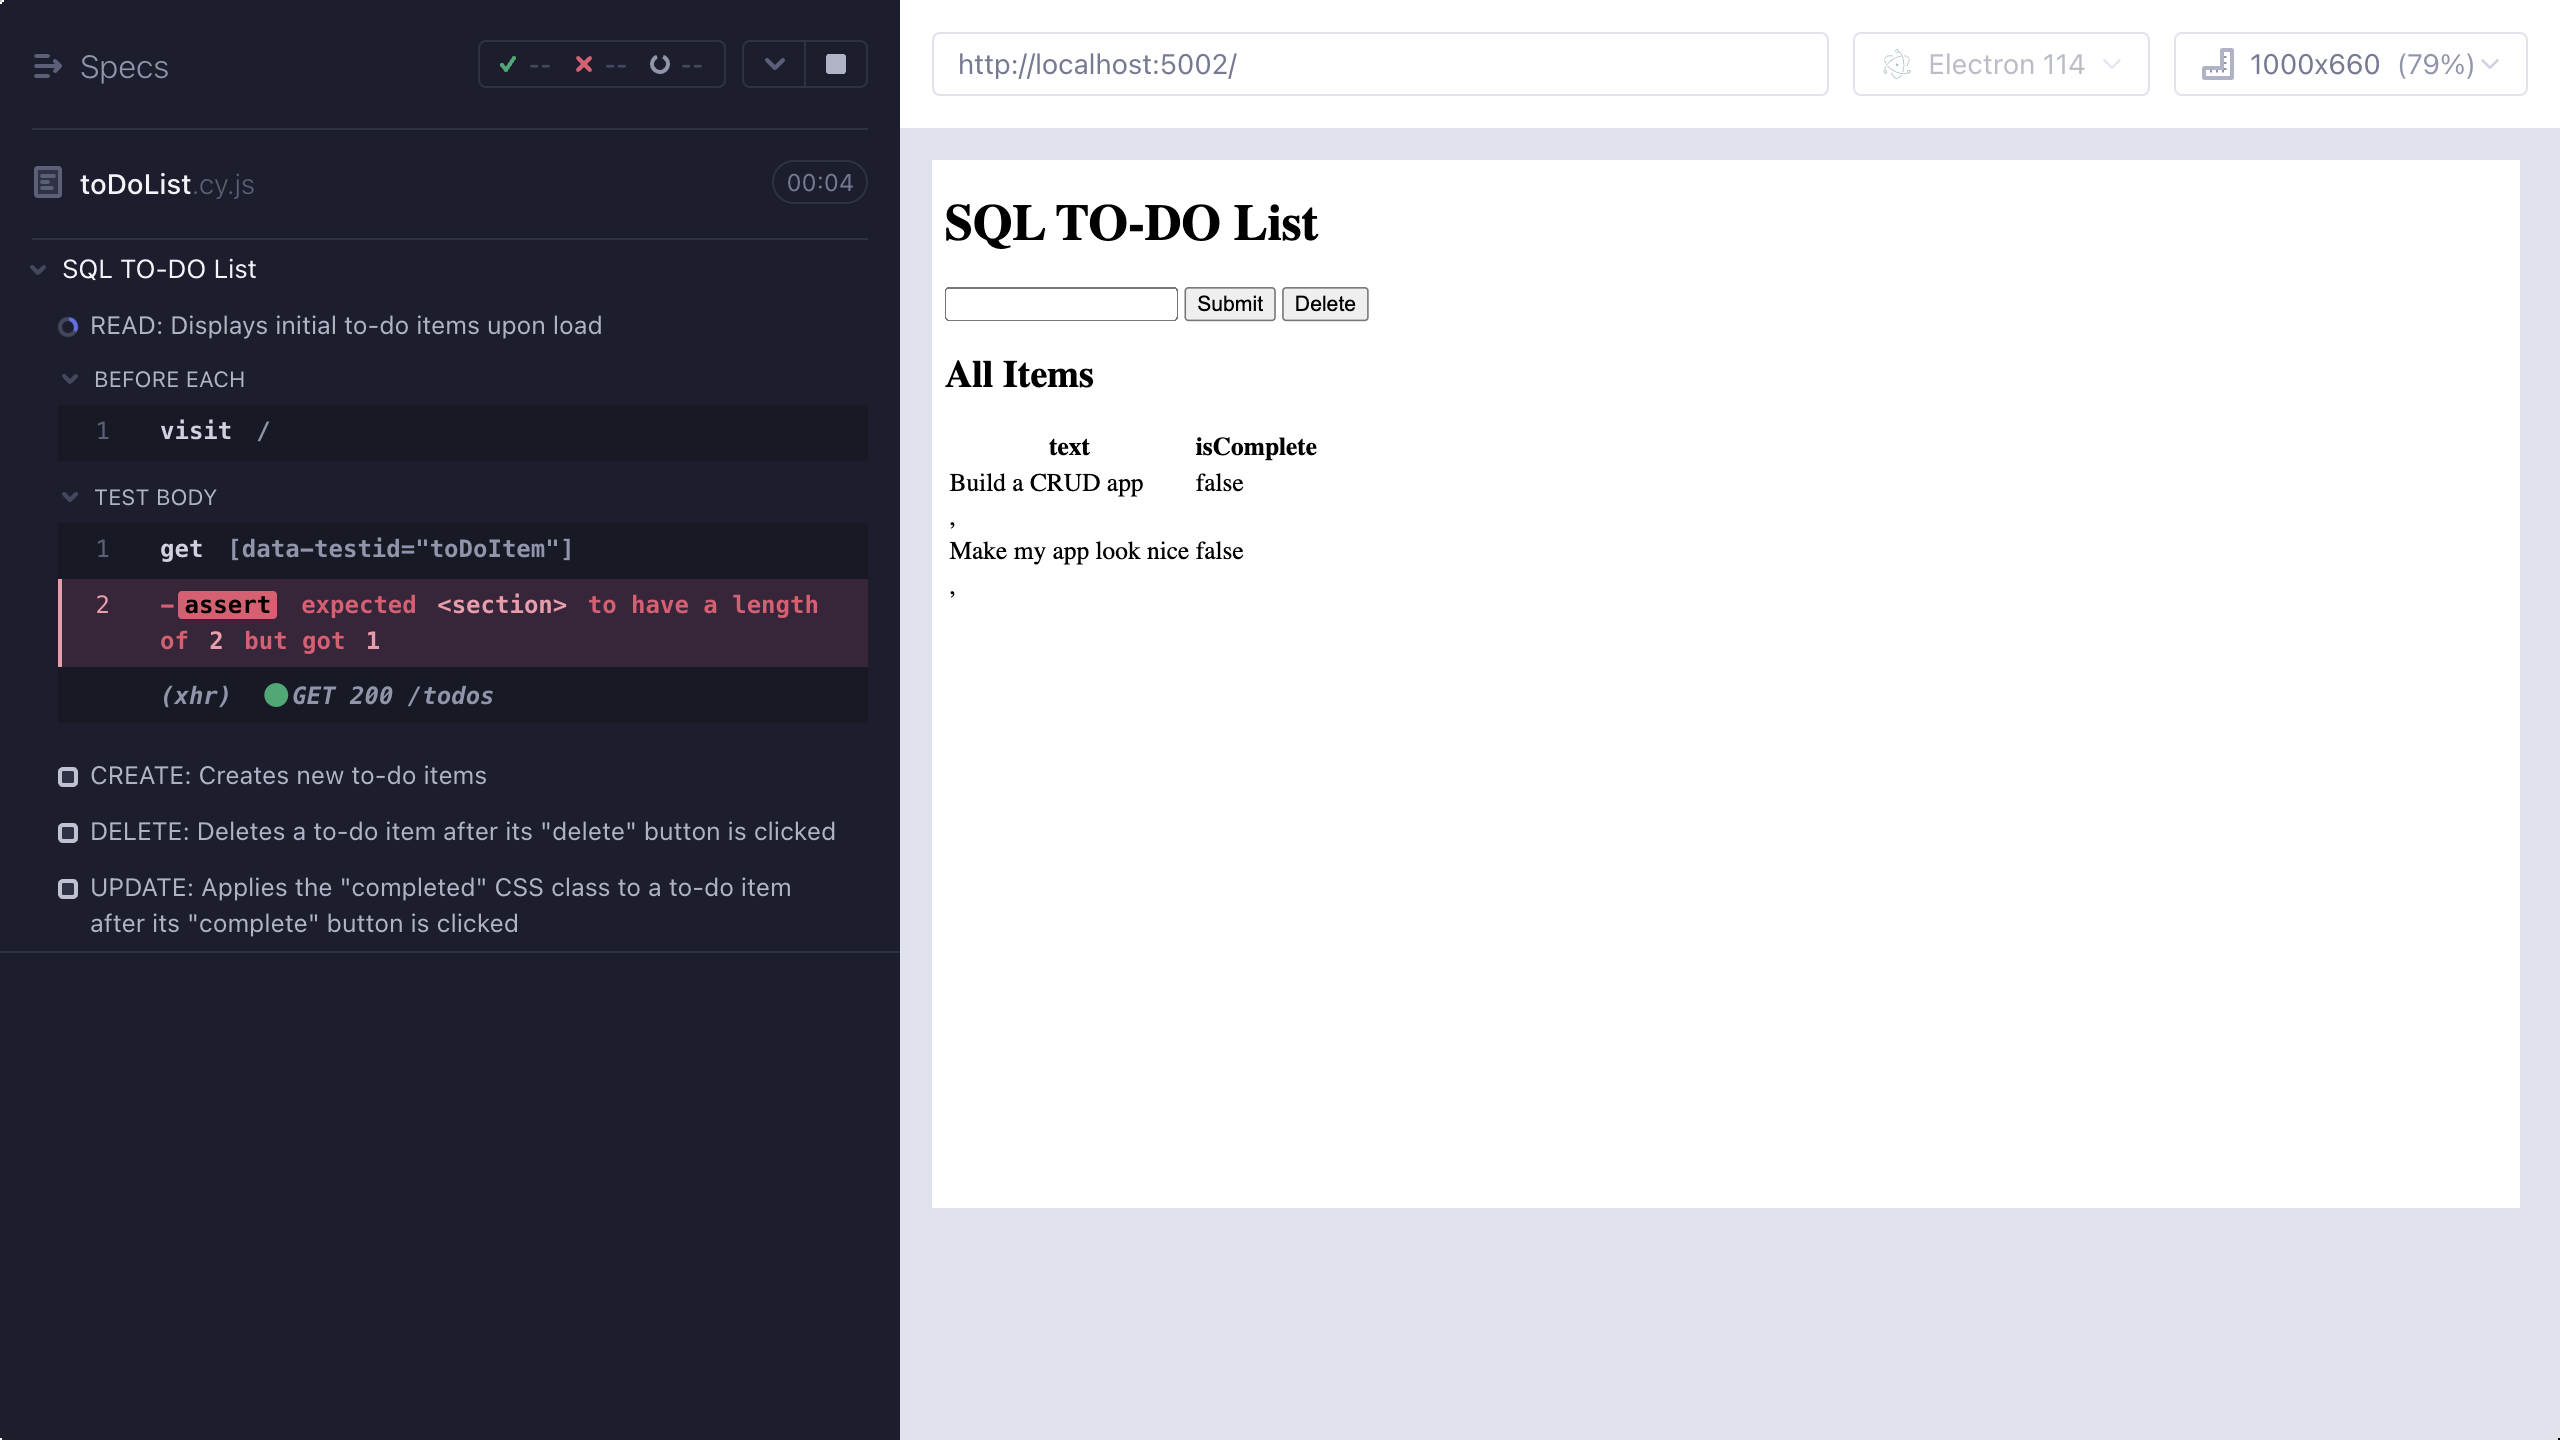 Specs
-- -- --
toDoList.cy.js
00:04
SQL TO-DO List
READ: Displays initial to-do items upon load
BEFORE EACH
1 visit /
TEST BODY
1 get [data-testid="toDoItem"]
2 -assert expected <section> to have a length
of 2 but got 1
(xhr) GET 200 /todos
CREATE: Creates new to-do items
DELETE: Deletes a to-do item after its "delete" button is clicked
UPDATE: Applies the "completed" CSS class to a to-do item
after its "complete" button is clicked
http://localhost:5002/
Electron 114
1000x660 (79%)
SQL TO-DO List
Submit Delete
All Items
text isComplete
Build a CRUD app false
,
Make my app look nice false
,